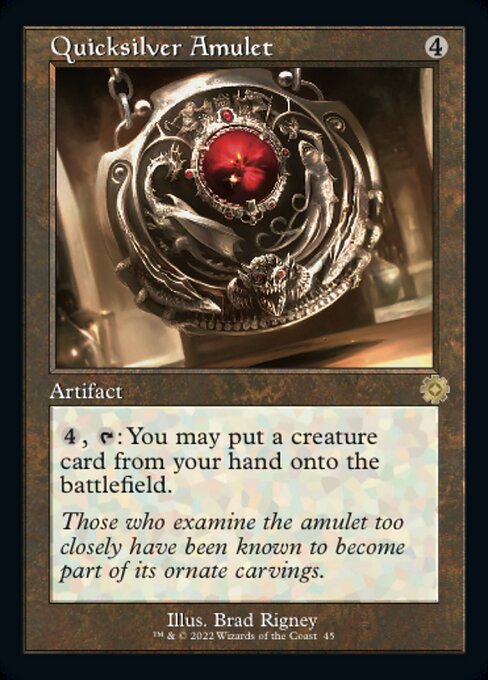 Quicksilver Amulet 4
Artifact
4, T: You may put a creature
card from your hand onto the
battlefield.
Those who examine the amulet too
closely have been known to become
part of its ornate carvings.
Illus. Brad Rigney
™ & © 2022 Wizards of the Coast 45